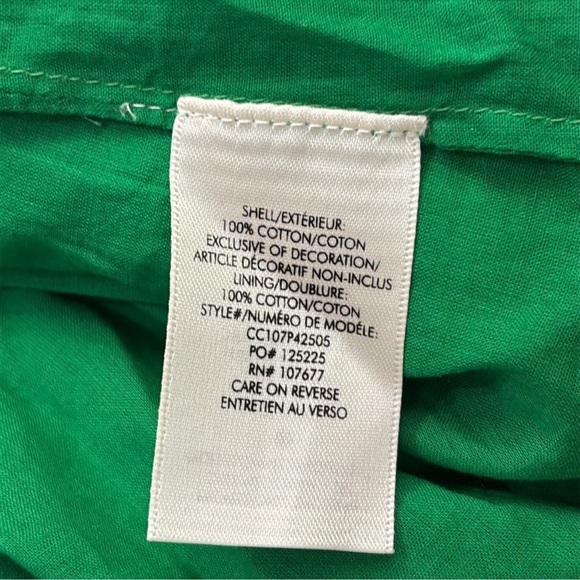 SHELL/EXTÉRIEUR:
100% COTTON/COTON
EXCLUSIVE OF DECORATION/
ARTICLE DÉCORATIF NON-INCLUS
LINING/DOUBLURE:
100% COTTON/COTON
STYLE#/NUMÉRO DE MODÈLE:
CC107P42505
PO# 125225
RN# 107677
CARE ON REVERSE
ENTRETIEN AU VERSO